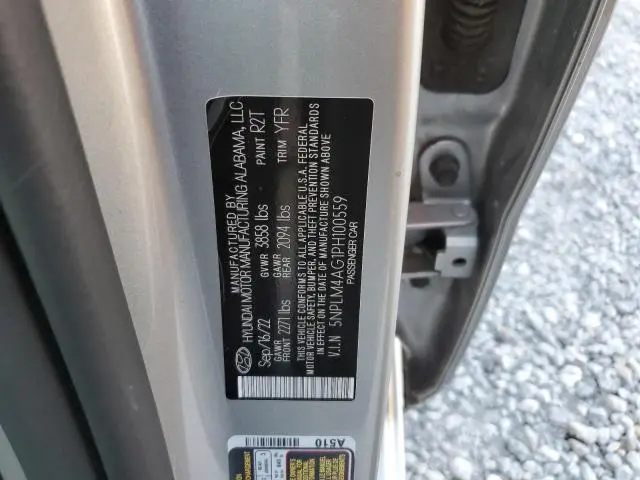 MANUFACTURED BY
HYUNDAI MOTOR MANUFACTURING ALABAMA, LLC.
Sep/16/22 GVWR 3858 lbs PAINT R2T
GAWR FRONT 2271 lbs GAWR REAR 2094 lbs TRIM YFR
THIS VEHICLE CONFORMS TO ALL APPLICABLE U.S.A. FEDERAL
MOTOR VEHICLE SAFETY, BUMPER, AND THEFT PREVENTION STANDARDS
IN EFFECT ON THE DATE OF MANUFACTURE SHOWN ABOVE
V.I.N 5NPLM4AG1PH100559
PASSENGER CAR
A510